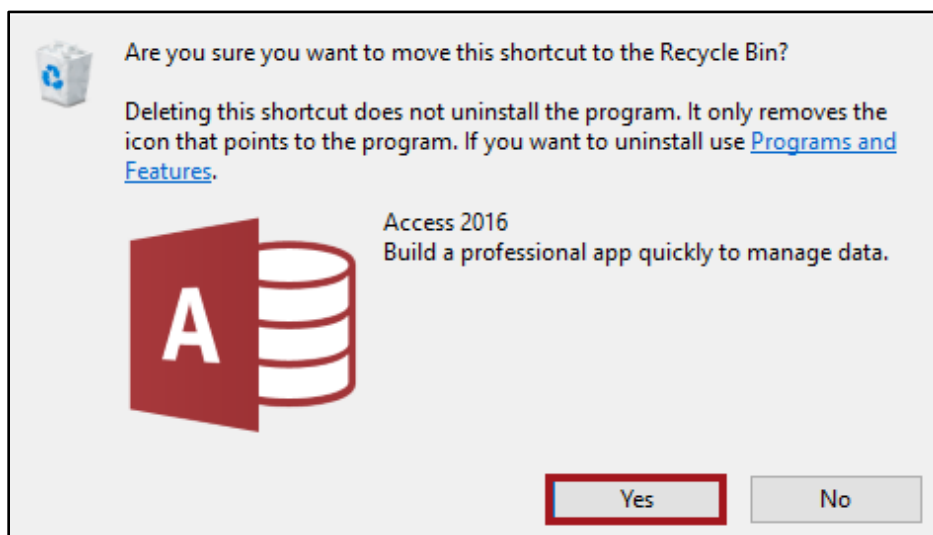 Are you sure you want to move this shortcut to the Recycle Bin?
Deleting this shortcut does not uninstall the program. It only removes the
icon that points to the program. If you want to uninstall use Programs and
Features.
Access 2016
Build a professional app quickly to manage data.
A
Yes
No